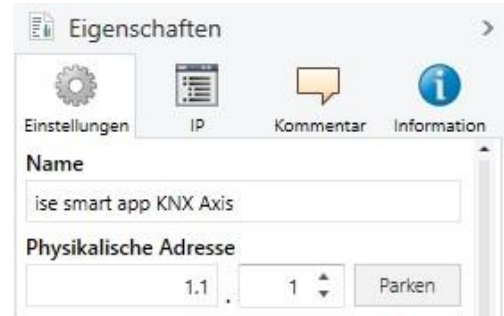 Eigenschaften
Einstellungen IP Kommentar Information
Name
ise smart app KNX Axis
Physikalische Adresse
1.1 . 1 Parken